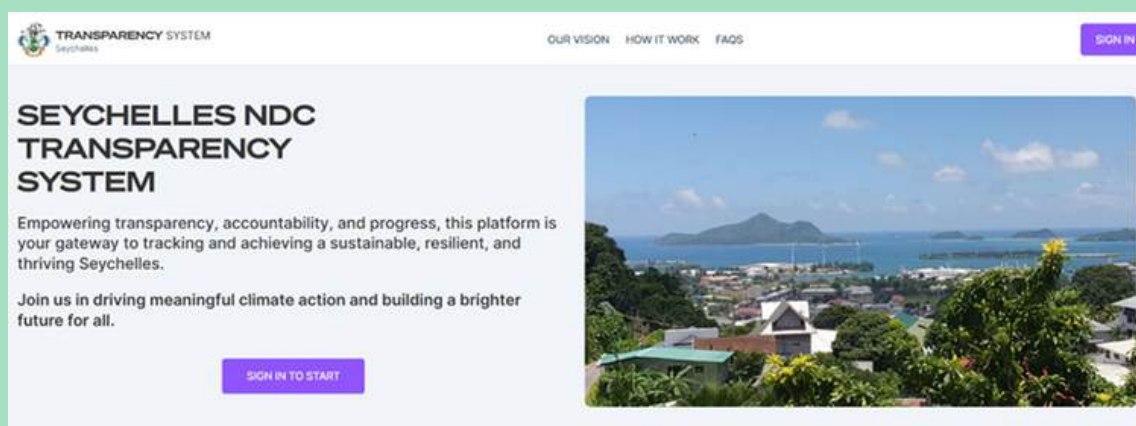 TRANSPARENCY SYSTEM
Seychelles
OUR VISION HOW IT WORK FAQS
SIGN IN
SEYCHELLES NDC
TRANSPARENCY
SYSTEM
Empowering transparency, accountability, and progress, this platform is
your gateway to tracking and achieving a sustainable, resilient, and
thriving Seychelles.
Join us in driving meaningful climate action and building a brighter
future for all.
SIGN IN TO START